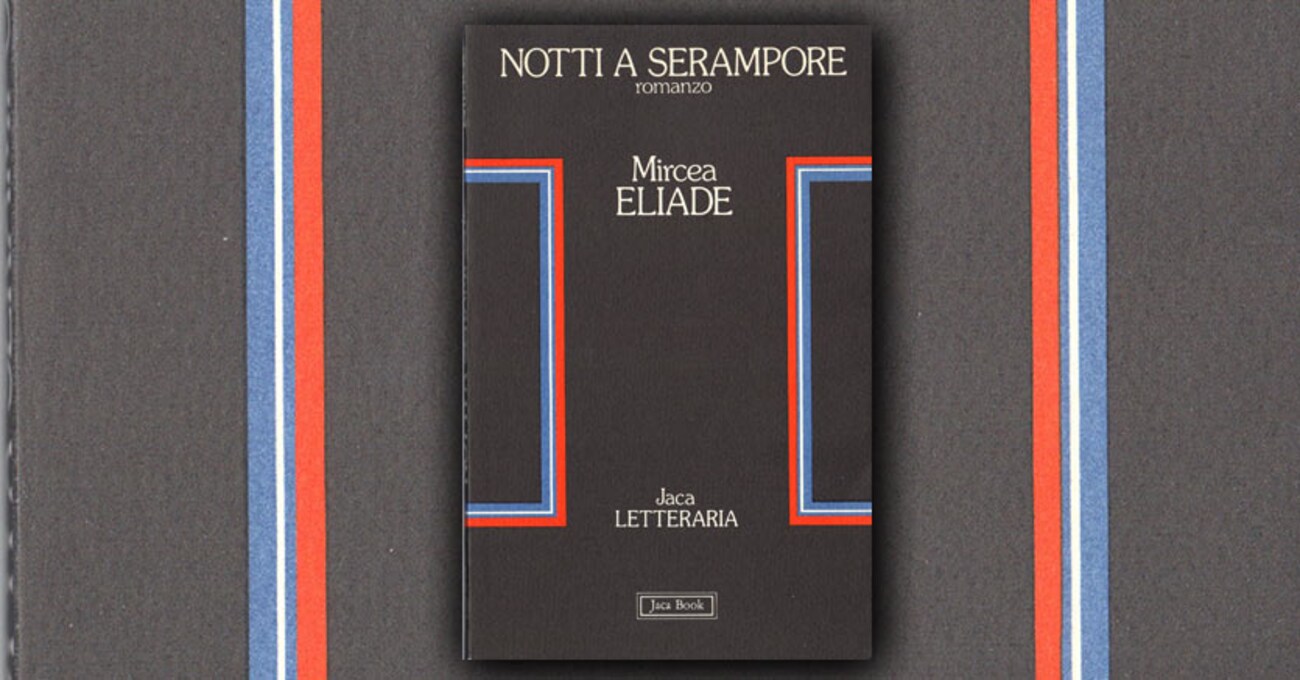 NOTTI A SERAMPORE
romanzo
Mircea
ELIADE
Jaca
LETTERARIA
Jaca Book